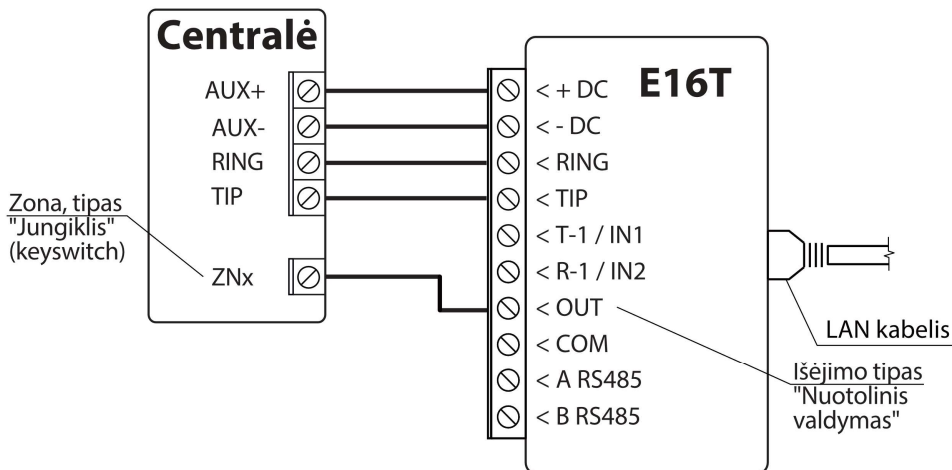 Centralė
AUX+
AUX-
RING
TIP
ZNx
Zona, tipas
"Jungiklis"
(keyswitch)
E16T
< + DC
< - DC
< RING
< TIP
< T-1 / IN1
< R-1 / IN2
< OUT
< COM
< A RS485
< B RS485
LAN kabelis
Išėjimo tipas
"Nuotolinis
valdymas"